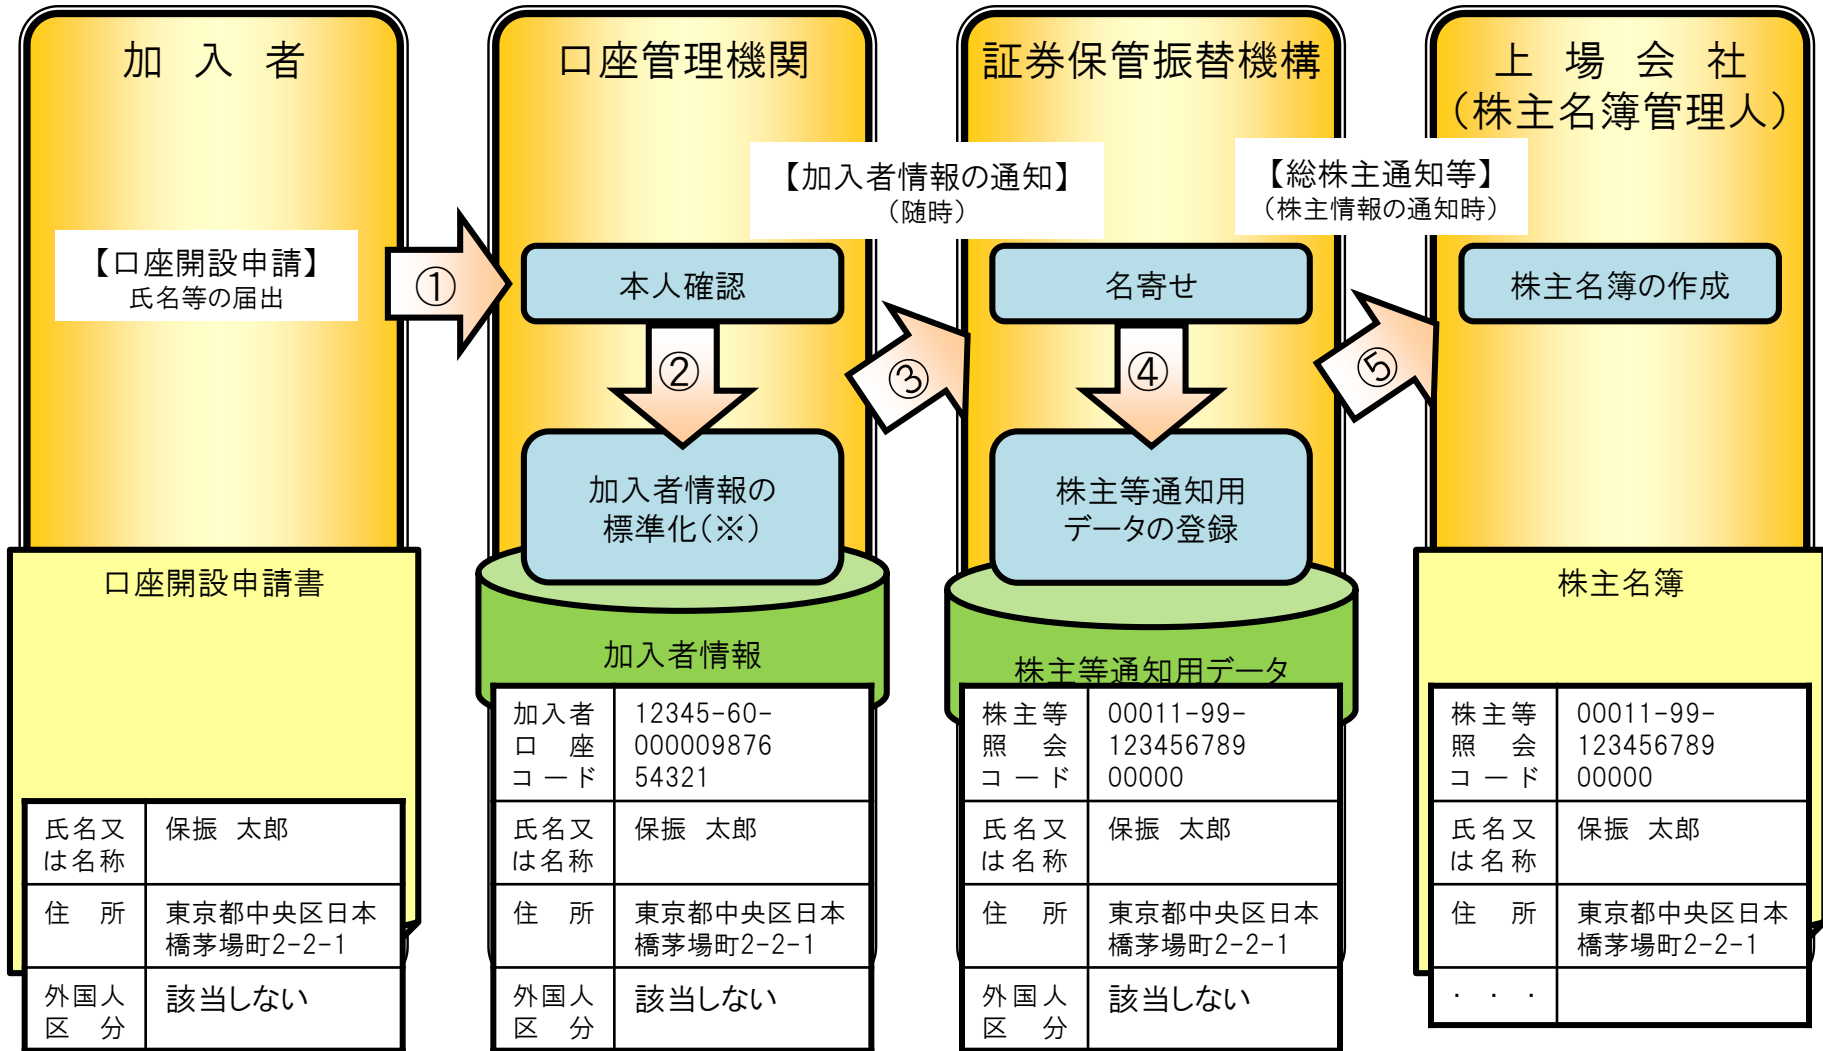 加入者
【口座開設申請】
氏名等の届出
①
口座開設申請書
氏名又は名称 保振 太郎
住所 東京都中央区日本
橋茅場町2-2-1
外国人区分 該当しない
口座管理機関
本人確認
②
加入者情報の
標準化(※)
加入者情報
加入者口座コード 12345-60-
000009876
54321
氏名又は名称 保振 太郎
住所 東京都中央区日本
橋茅場町2-2-1
外国人区分 該当しない
【加入者情報の通知】
(随時)
③
証券保管振替機構
名寄せ
④
株主等通知用
データの登録
株主等通知用データ
株主等照会コード 00011-99-
123456789
00000
氏名又は名称 保振 太郎
住所 東京都中央区日本
橋茅場町2-2-1
外国人区分 該当しない
【総株主通知等】
(株主情報の通知時)
⑤
上場会社
(株主名簿管理人)
株主名簿の作成
株主名簿
株主等照会コード 00011-99-
123456789
00000
氏名又は名称 保振 太郎
住所 東京都中央区日本
橋茅場町2-2-1
・・・